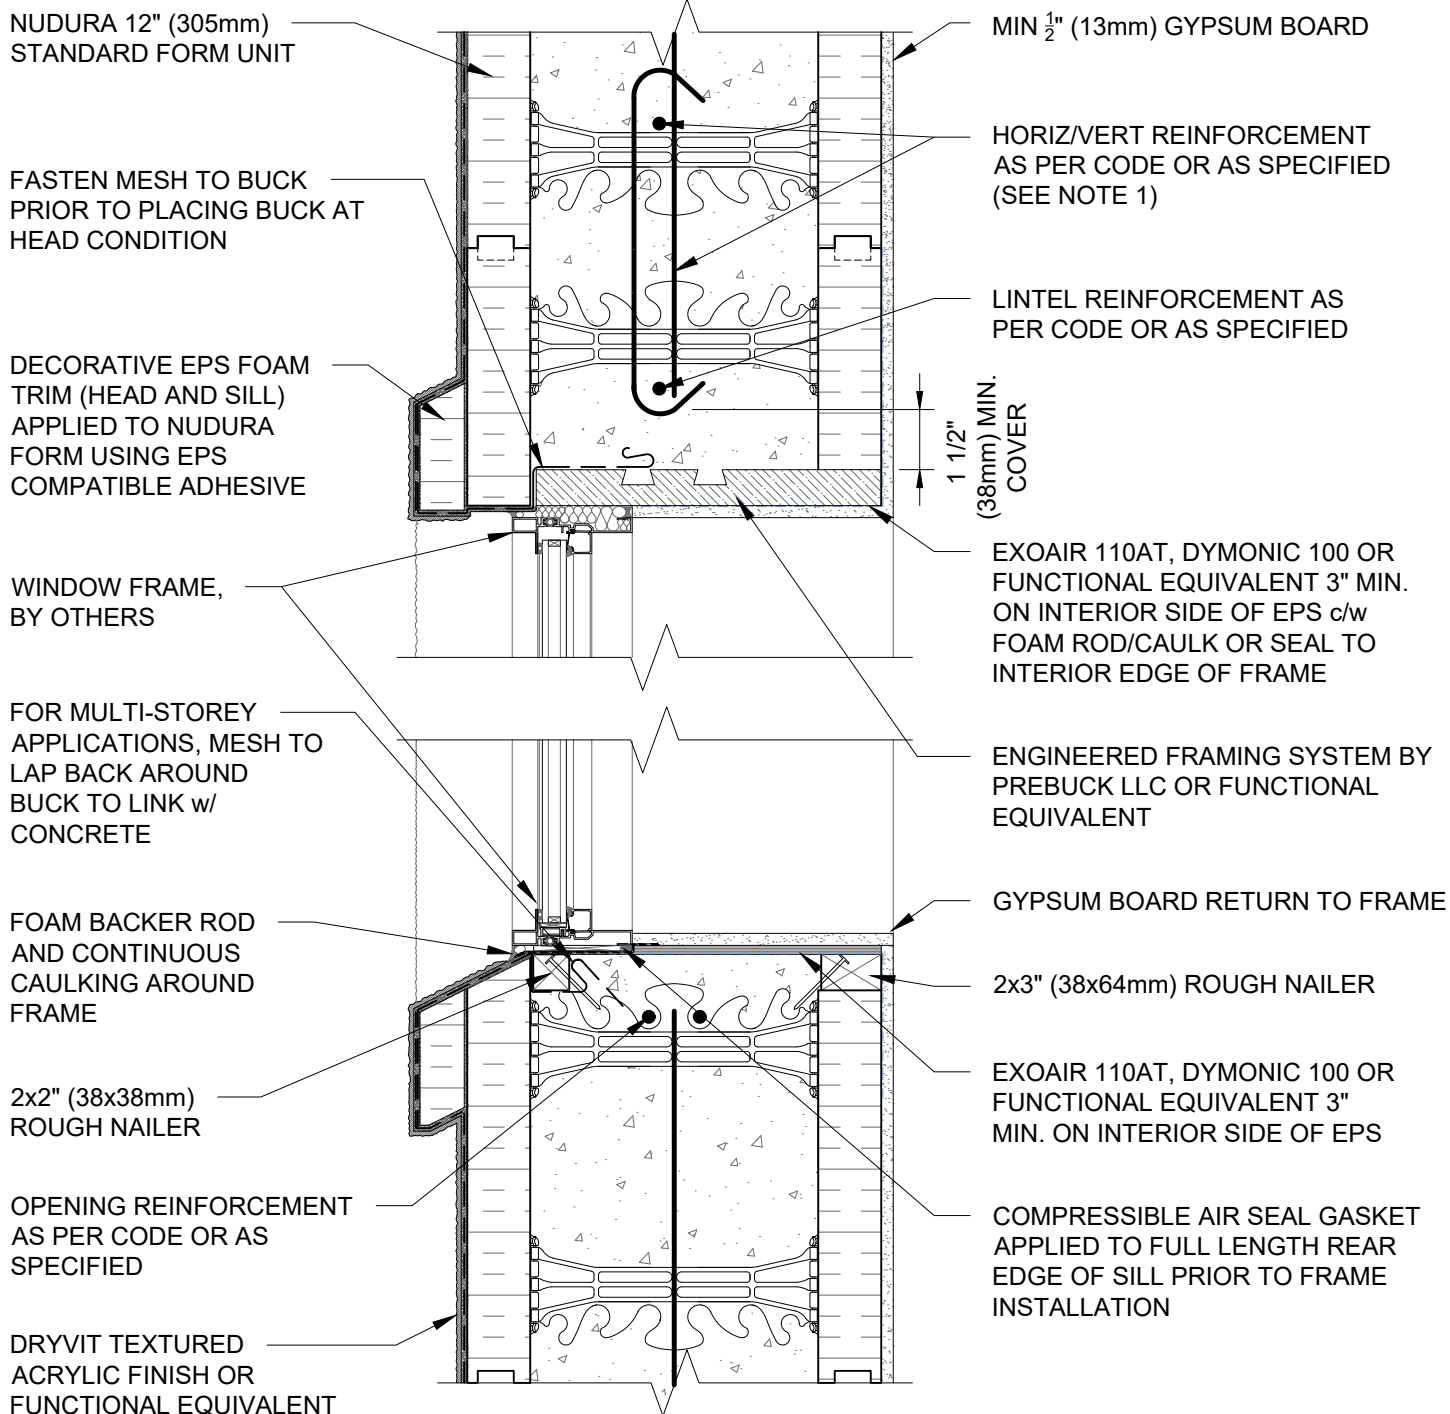 NUDURA 12" (305mm)
STANDARD FORM UNIT
FASTEN MESH TO BUCK
PRIOR TO PLACING BUCK AT
HEAD CONDITION
DECORATIVE EPS FOAM
TRIM (HEAD AND SILL)
APPLIED TO NUDURA
FORM USING EPS
COMPATIBLE ADHESIVE
WINDOW FRAME,
BY OTHERS
FOR MULTI-STOREY
APPLICATIONS, MESH TO
LAP BACK AROUND
BUCK TO LINK w/
CONCRETE
FOAM BACKER ROD
AND CONTINUOUS
CAULKING AROUND
FRAME
2x2" (38x38mm)
ROUGH NAILER
OPENING REINFORCEMENT
AS PER CODE OR AS
SPECIFIED
DRYVIT TEXTURED
ACRYLIC FINISH OR
FUNCTIONAL EQUIVALENT
MIN 1/2" (13mm) GYPSUM BOARD
HORIZ/VERT REINFORCEMENT
AS PER CODE OR AS SPECIFIED
(SEE NOTE 1)
LINTEL REINFORCEMENT AS
PER CODE OR AS SPECIFIED
1 1/2"
(38mm) MIN.
COVER
EXOAIR 110AT, DYMONIC 100 OR
FUNCTIONAL EQUIVALENT 3" MIN.
ON INTERIOR SIDE OF EPS c/w
FOAM ROD/CAULK OR SEAL TO
INTERIOR EDGE OF FRAME
ENGINEERED FRAMING SYSTEM BY
PREBUCK LLC OR FUNCTIONAL
EQUIVALENT
GYPSUM BOARD RETURN TO FRAME
2x3" (38x64mm) ROUGH NAILER
EXOAIR 110AT, DYMONIC 100 OR
FUNCTIONAL EQUIVALENT 3"
MIN. ON INTERIOR SIDE OF EPS
COMPRESSIBLE AIR SEAL GASKET
APPLIED TO FULL LENGTH REAR
EDGE OF SILL PRIOR TO FRAME
INSTALLATION